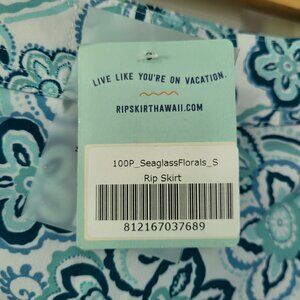 LIVE LIKE YOU'RE ON VACATION.
RIPSKIRTHAWAII.COM
100P_SeaglassFlorals_S
Rip Skirt
812167037689